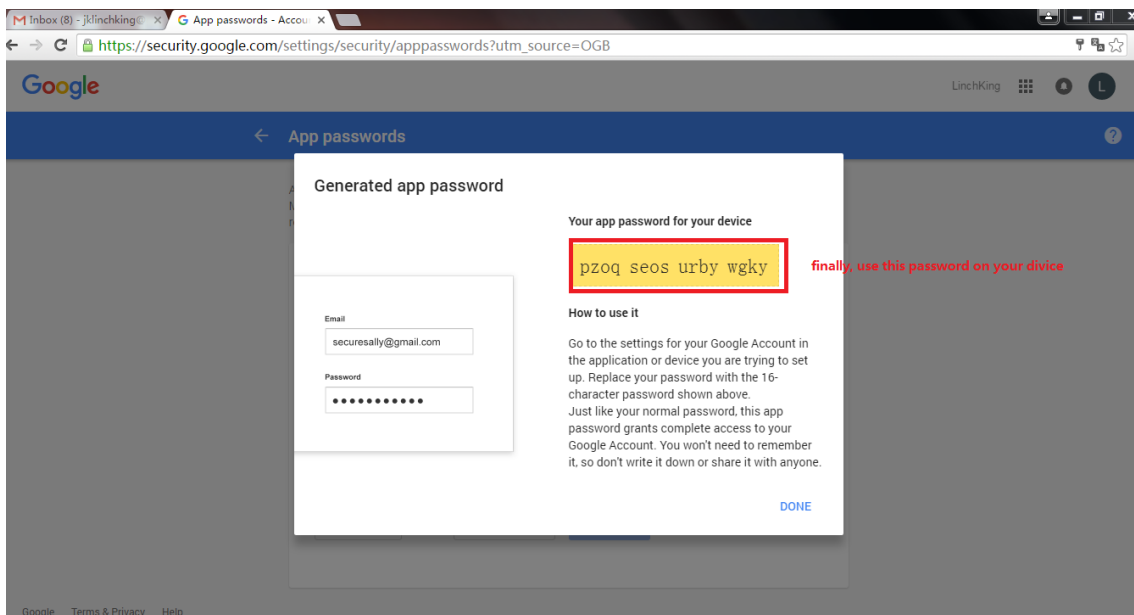 Inbox (8) - jklinchking
App passwords - Accou
https://security.google.com/settings/security/apppasswords?utm_source=OGB
Google
LinchKing
L
App passwords
Generated app password
Your app password for your device
pzoq seos urby wgky
finally, use this password on your divice
Email
securesally@gmail.com
Password
How to use it
Go to the settings for your Google Account in
the application or device you are trying to set
up. Replace your password with the 16-
character password shown above.
Just like your normal password, this app
password grants complete access to your
Google Account. You won't need to remember
it, so don't write it down or share it with anyone.
DONE
Google Terms & Privacy Help